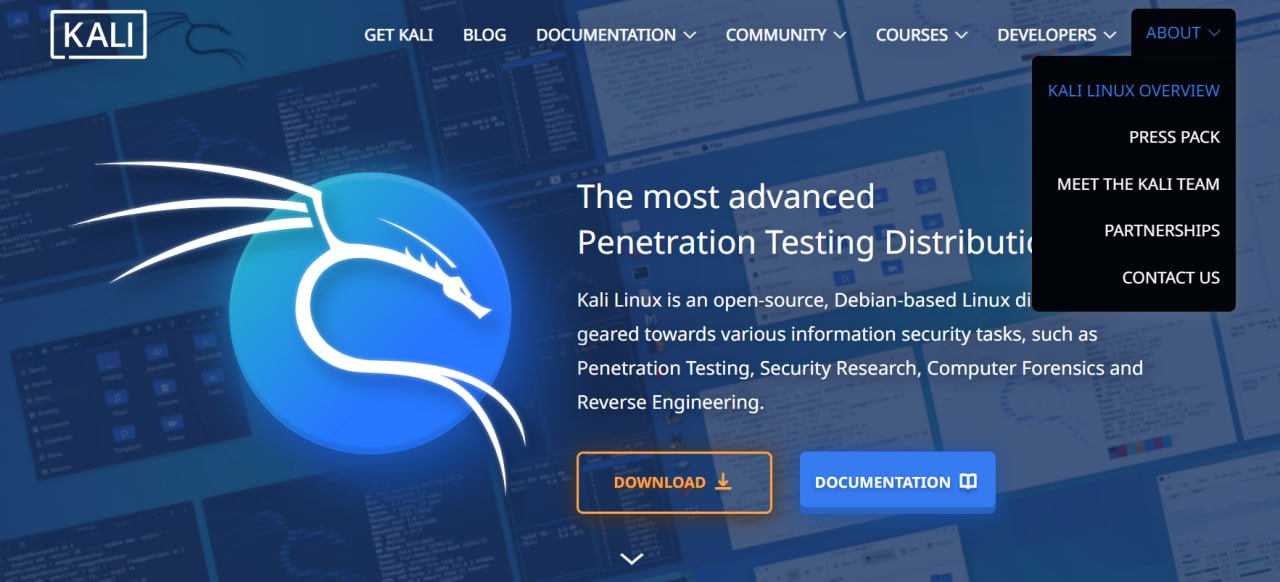 KALI
GET KALI BLOG DOCUMENTATION COMMUNITY COURSES DEVELOPERS ABOUT
KALI LINUX OVERVIEW
PRESS PACK
MEET THE KALI TEAM
PARTNERSHIPS
CONTACT US
The most advanced
Penetration Testing Distributi
Kali Linux is an open-source, Debian-based Linux di
geared towards various information security tasks, such as
Penetration Testing, Security Research, Computer Forensics and
Reverse Engineering.
DOWNLOAD
DOCUMENTATION